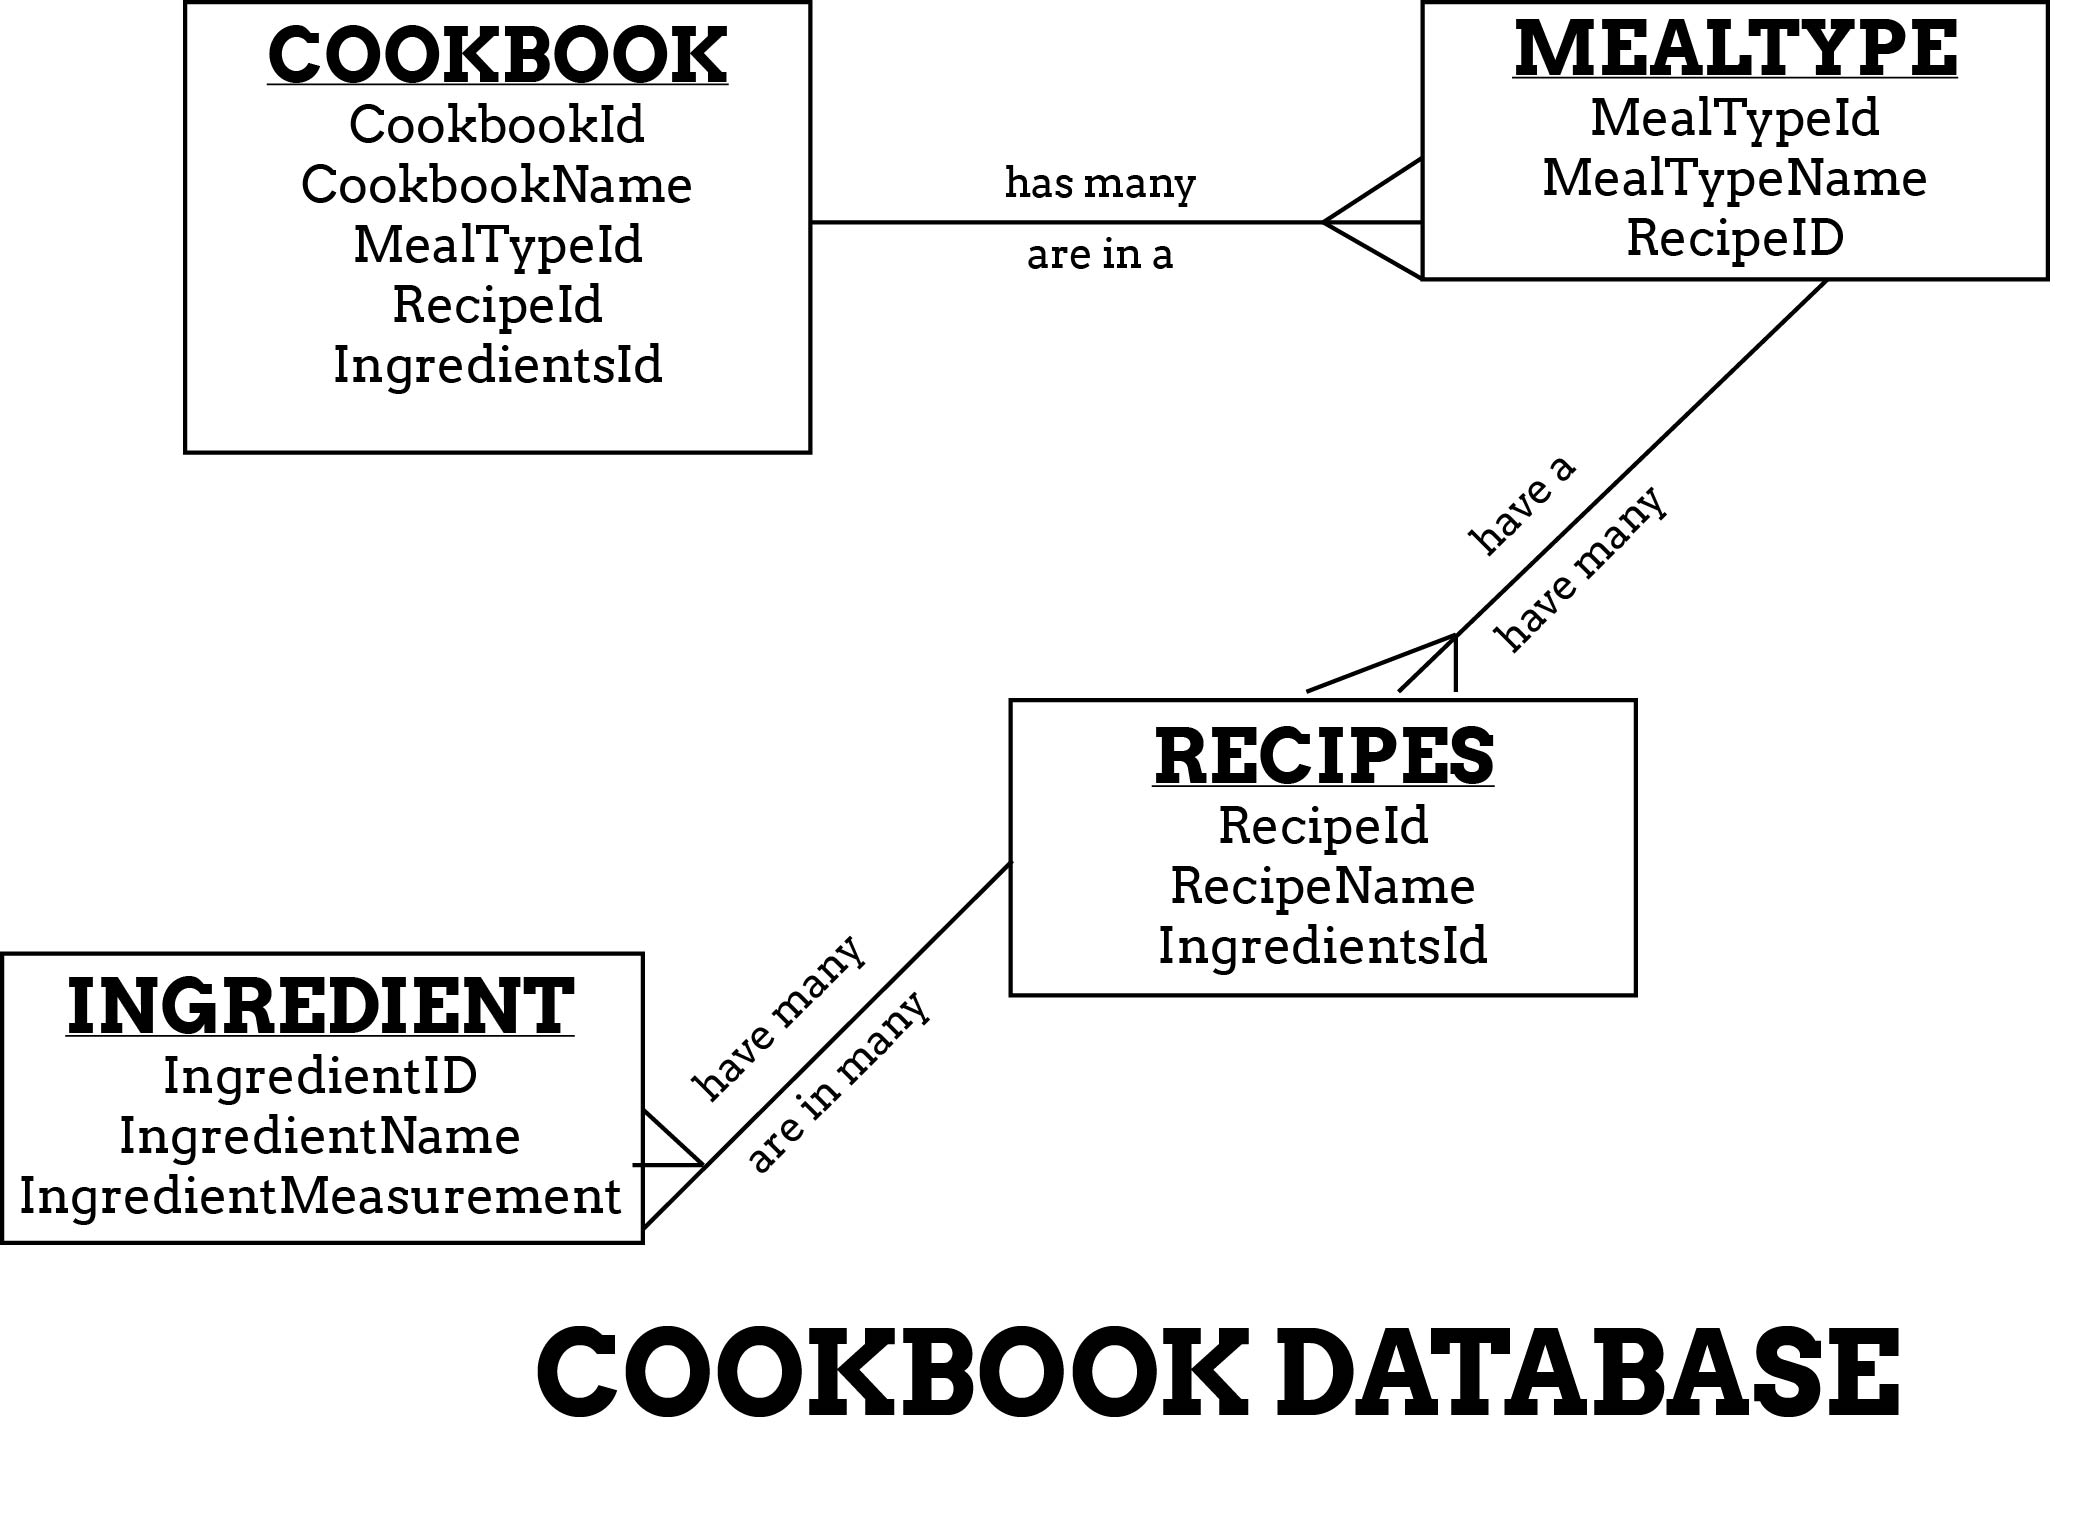 COOKBOOK
CookbookId
CookbookName
MealTypeId
RecipeId
IngredientsId
has many
are in a
MEALTYPE
MealTypeId
MealTypeName
RecipeID
have a
have many
RECIPES
RecipeId
RecipeName
IngredientsId
have many
are in many
INGREDIENT
IngredientID
IngredientName
IngredientMeasurement
COOKBOOK DATABASE